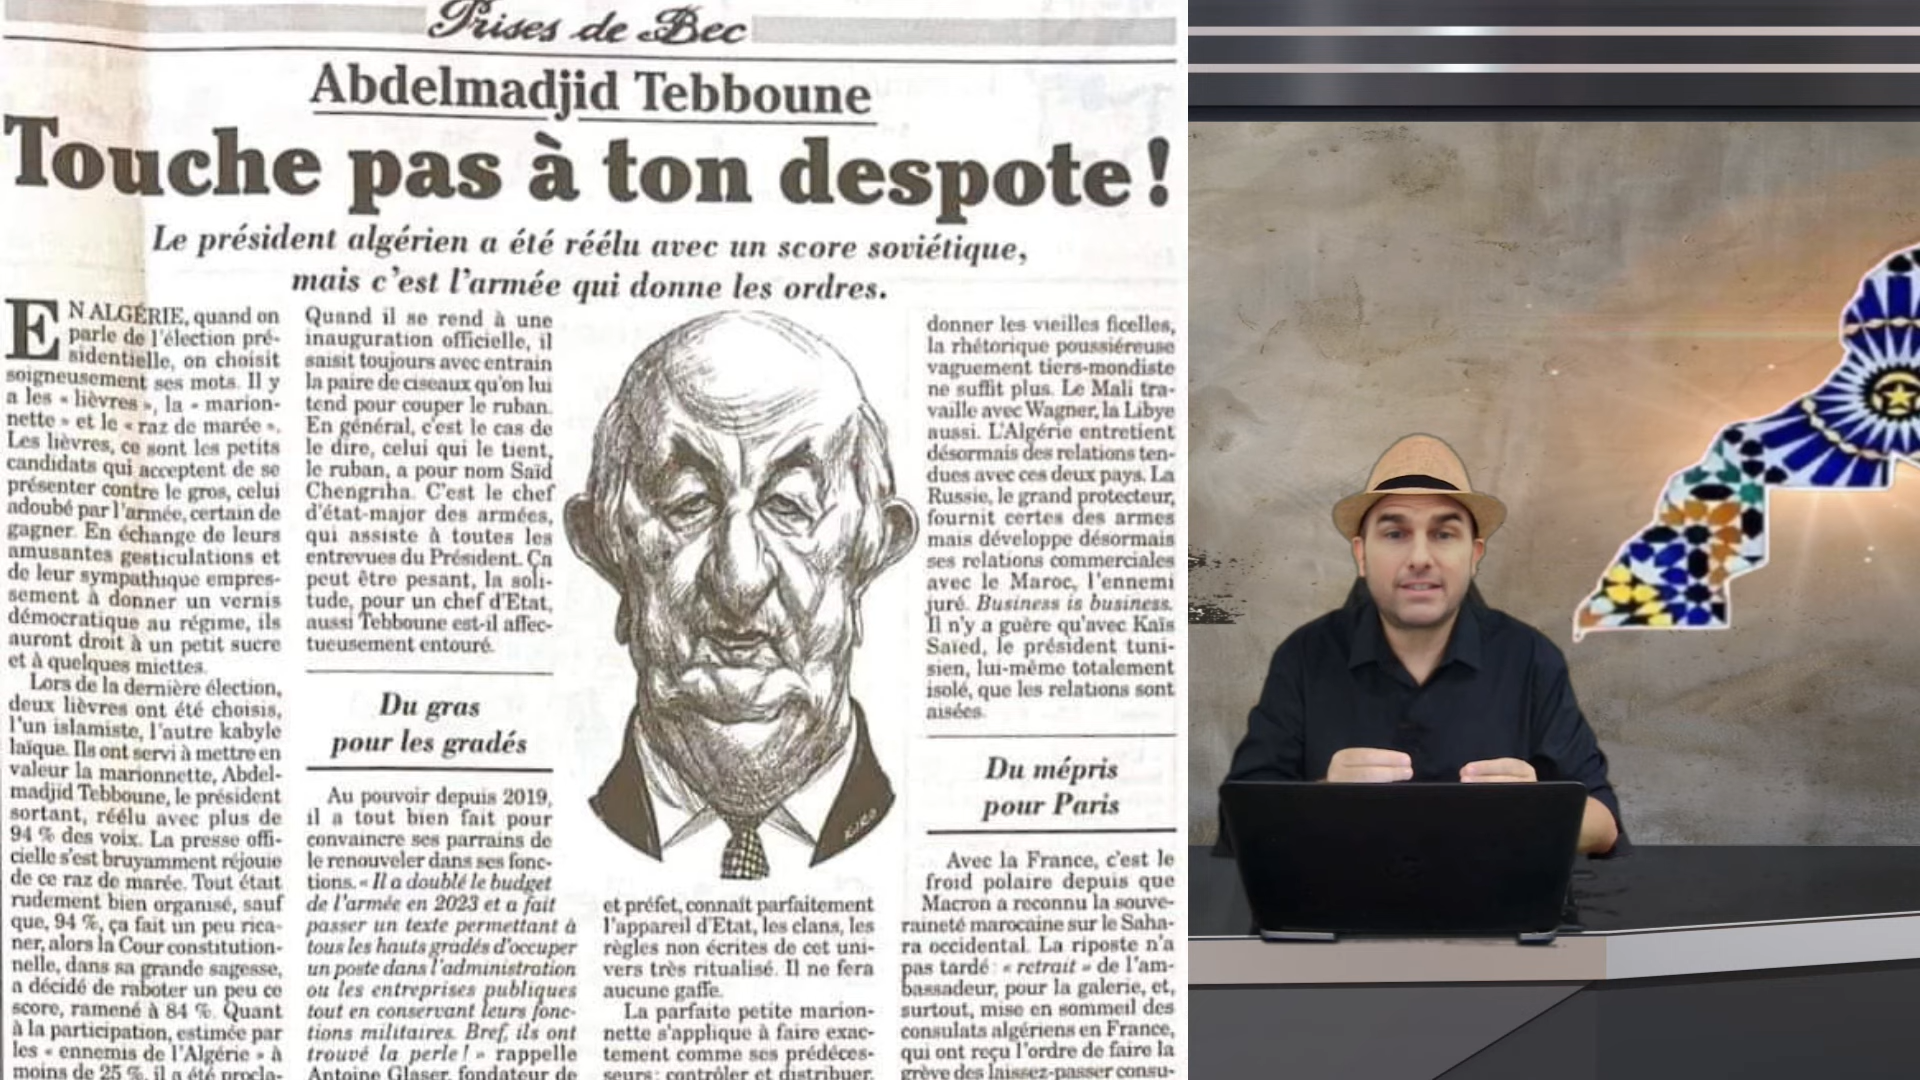 Prises de Bec
Abdelmadjid Tebboune
Touche pas à ton despote !
Le président algérien a été réélu avec un score soviétique,
mais c'est l'armée qui donne les ordres.
EN ALGÉRIE, quand on
parle de l'élection pré-
sidentielle, on choisit
soigneusement ses mots. Il y
a les « lièvres », la « marion-
nette » et le « raz de marée ».
Les lièvres, ce sont les petits
candidats qui acceptent de se
présenter contre le gros, celui
adoubé par l'armée, certain de
gagner. En échange de leurs
amusantes gesticulations et
de leur sympathique empres-
sement à donner un vernis
démocratique au régime, ils
auront droit à un petit sucre
et à quelques miettes.
Lors de la dernière élection,
deux lièvres ont été choisis,
l'un islamiste, l'autre kabyle
laïque. Ils ont servi à mettre en
valeur la marionnette, Abdel-
madjid Tebboune, le président
sortant, réélu avec plus de
94 % des voix. La presse offi-
cielle s'est bruyamment réjouie
de ce raz de marée. Tout était
rudement bien organisé, sauf
que, 94 %, ça fait un peu rica-
ner, alors la Cour constitution-
nelle, dans sa grande sagesse,
a décidé de raboter un peu ce
score, ramené à 84 %. Quant
à la participation, estimée par
les « ennemis de l'Algérie » à
moins de 25 %, il a été procla-
Quand il se rend à une
inauguration officielle, il
saisit toujours avec entrain
la paire de ciseaux qu'on lui
tend pour couper le ruban.
En général, c'est le cas de
le dire, celui qui le tient,
le ruban, a pour nom Saïd
Chengriha. C'est le chef
d'état-major des armées,
qui assiste à toutes les
entrevues du Président. Ça
peut être pesant, la soli-
tude, pour un chef d'Etat,
aussi Tebboune est-il affec-
tueusement entouré.
Du gras
pour les gradés
Au pouvoir depuis 2019,
il a tout bien fait pour
convaincre ses parrains de
le renouveler dans ses fonc-
tions. « Il a doublé le budget
de l'armée en 2023 et a fait
passer un texte permettant à
tous les hauts gradés d'occuper
un poste dans l'administration
ou les entreprises publiques
tout en conservant leurs fonc-
tions militaires. Bref, ils ont
trouvé la perle ! » rappelle
Antoine Glaser, fondateur de
KIRO
et préfet, connaît parfaitement
l'appareil d'Etat, les clans, les
règles non écrites de cet uni-
vers très ritualisé. Il ne fera
aucune gaffe.
La parfaite petite marion-
nette s'applique à faire exac-
tement comme ses prédéces-
seurs : contrôler et distribuer.
donner les vieilles ficelles,
la rhétorique poussiéreuse
vaguement tiers-mondiste
ne suffit plus. Le Mali tra-
vaille avec Wagner, la Libye
aussi. L'Algérie entretient
désormais des relations ten-
dues avec ces deux pays. La
Russie, le grand protecteur,
fournit certes des armes
mais développe désormais
ses relations commerciales
avec le Maroc, l'ennemi
juré. Business is business.
Il n'y a guère qu'avec Kaïs
Saïed, le président tuni-
sien, lui-même totalement
isolé, que les relations sont
aisées.
Du mépris
pour Paris
Avec la France, c'est le
froid polaire depuis que
Macron a reconnu la souve-
raineté marocaine sur le Saha-
ra occidental. La riposte n'a
pas tardé : « retrait » de l'am-
bassadeur, pour la galerie, et,
surtout, mise en sommeil des
consulats algériens en France,
qui ont reçu l'ordre de faire la
grève des laissez-passer consu-